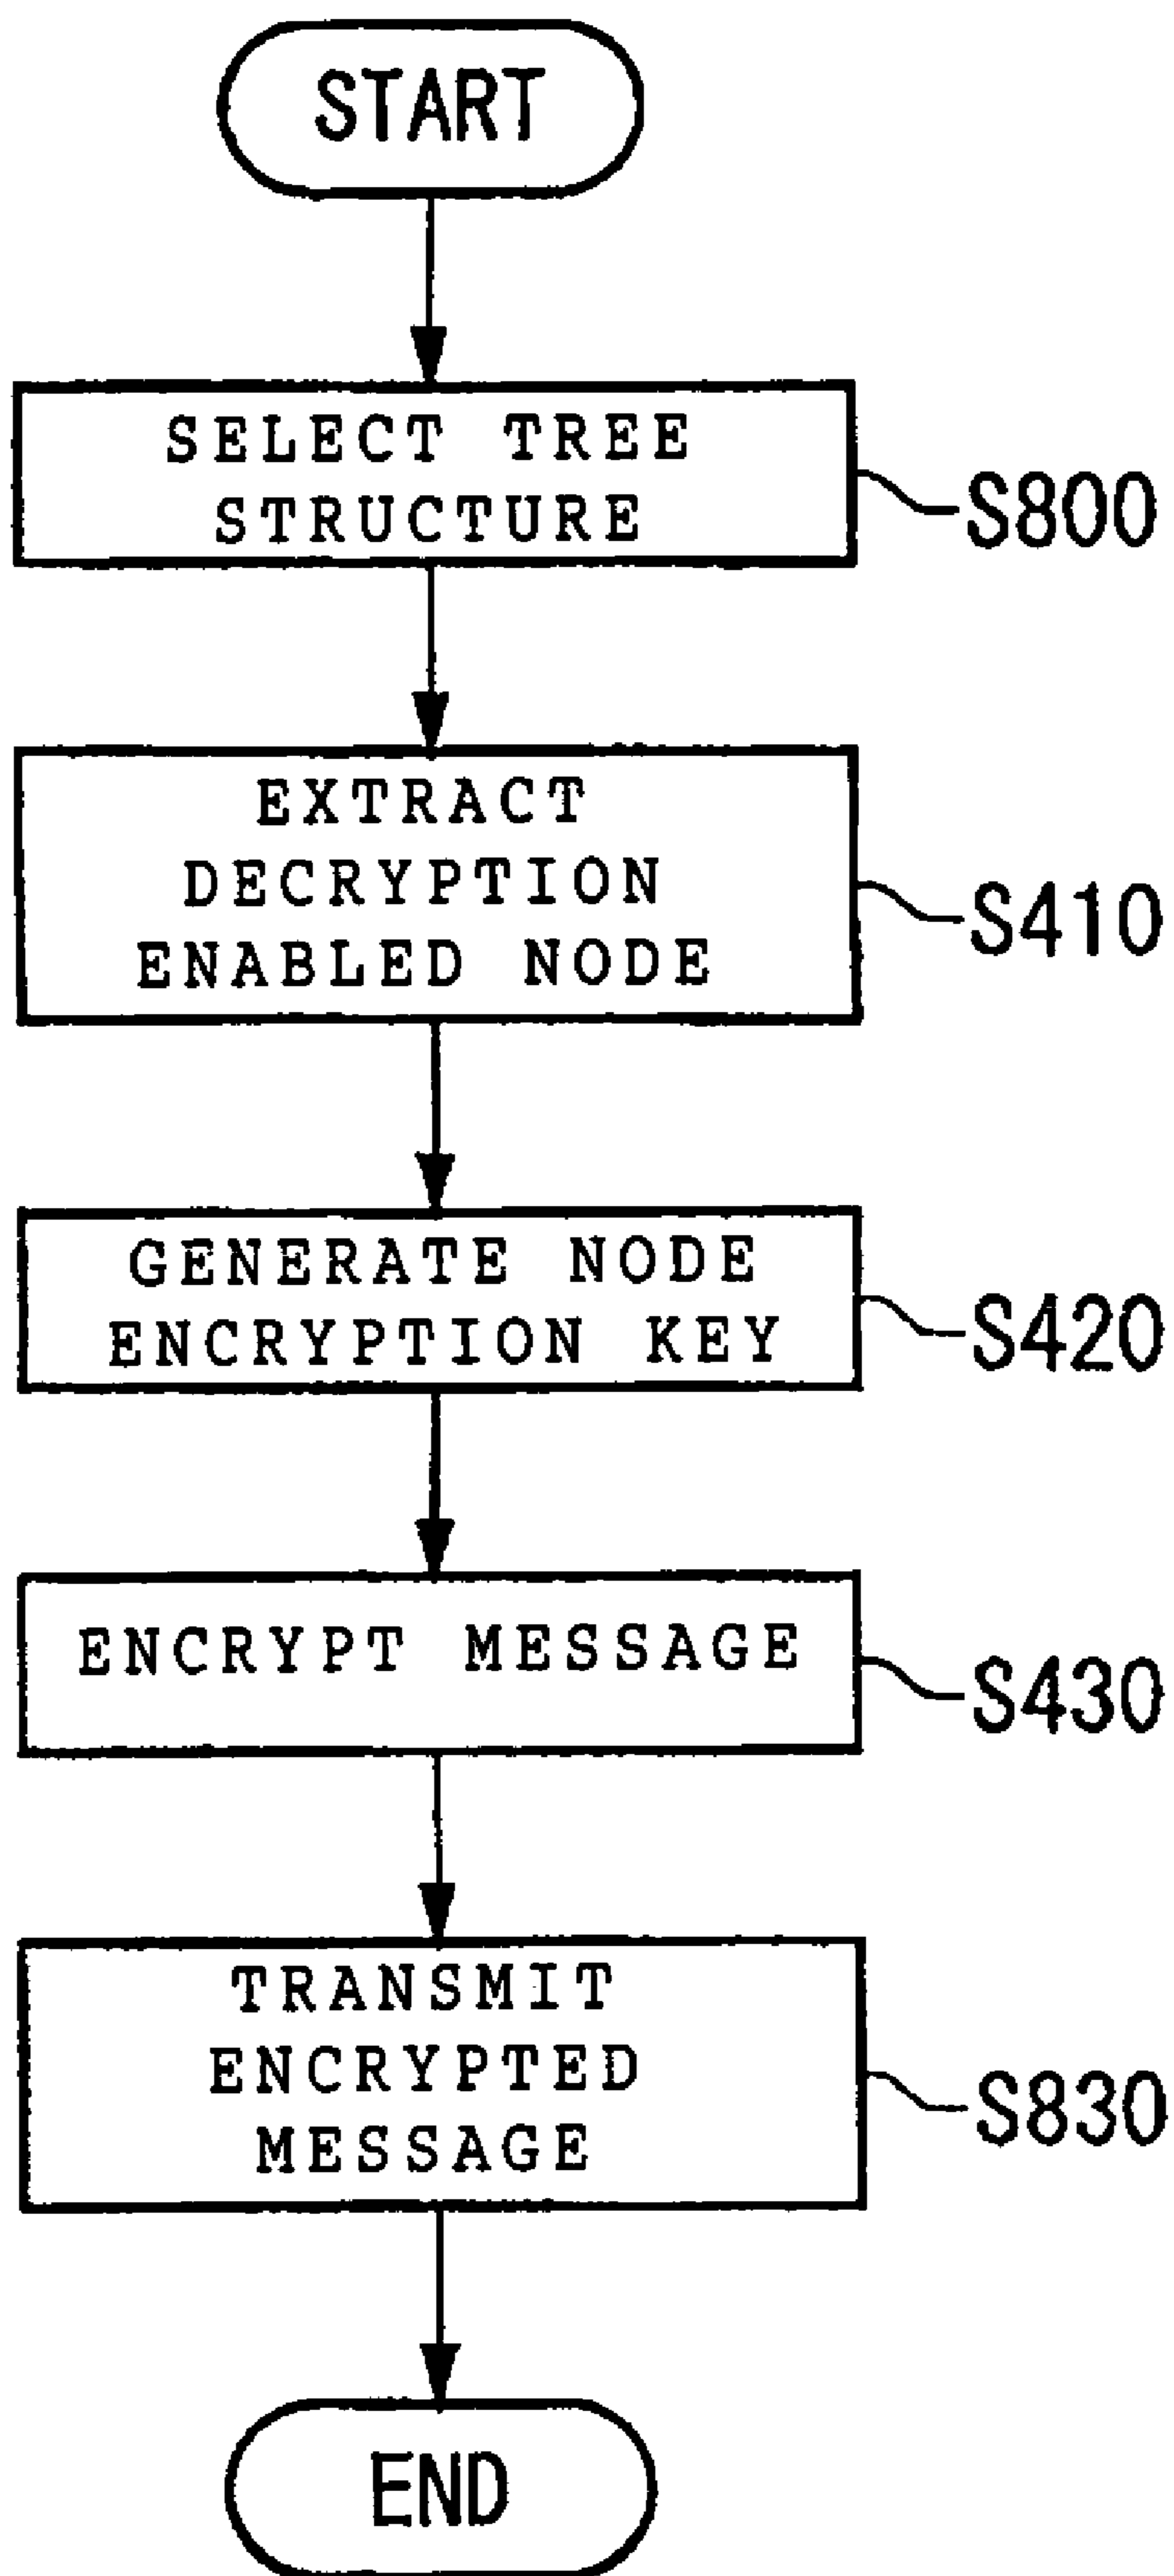 START
SELECT TREE
STRUCTURE
S800
EXTRACT
DECRYPTION
ENABLED NODE
S410
GENERATE NODE
ENCRYPTION KEY
S420
ENCRYPT MESSAGE
S430
TRANSMIT
ENCRYPTED
MESSAGE
S830
END